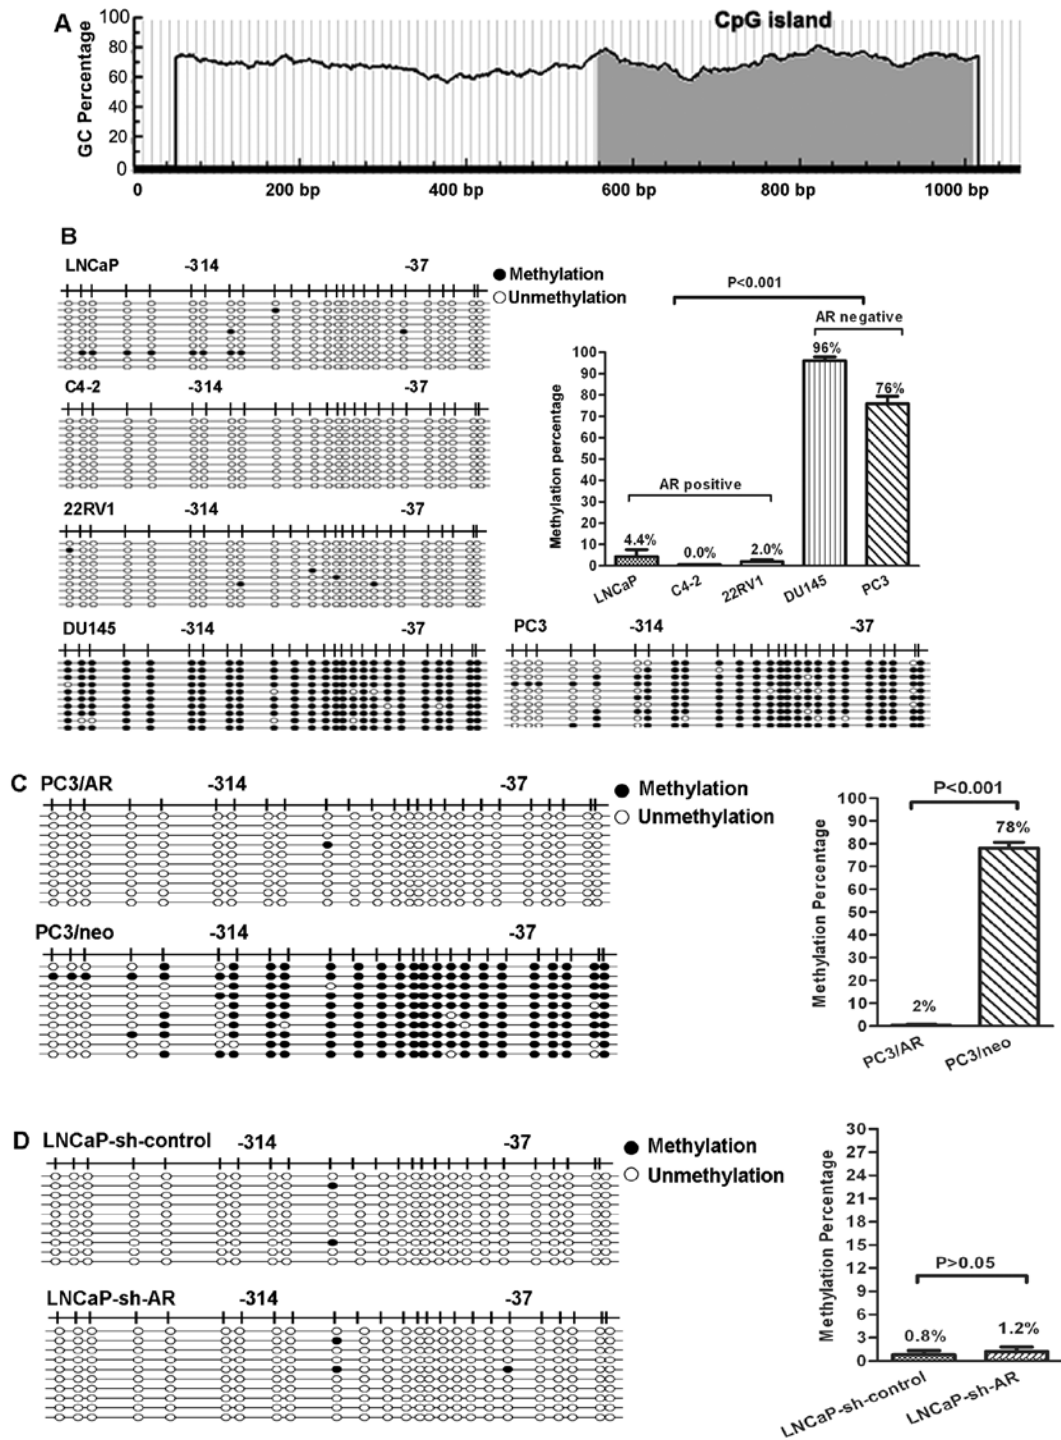 A
CpG island
GC Percentage
100
80
60
40
20
0
0 200 bp 400 bp 600 bp 800 bp 1000 bp
B
LNCaP -314 -37
Methylation
Unmethylation
C4-2 -314 -37
22RV1 -314 -37
DU145 -314 -37
PC3 -314 -37
P<0.001
AR negative
96%
76%
AR positive
4.4% 0.0% 2.0%
Methylation percentage
100
90
80
70
60
50
40
30
20
10
0
LNCaP C4-2 22RV1 DU145 PC3
C
PC3/AR -314 -37
Methylation
Unmethylation
PC3/neo -314 -37
P<0.001
78%
2%
Methylation Percentage
100
90
80
70
60
50
40
30
20
10
0
PC3/AR PC3/neo
D
LNCaP-sh-control -314 -37
Methylation
Unmethylation
LNCaP-sh-AR -314 -37
P>0.05
0.8% 1.2%
Methylation Percentage
30
27
24
21
18
15
12
9
6
3
0
LNCaP-sh-control LNCaP-sh-AR